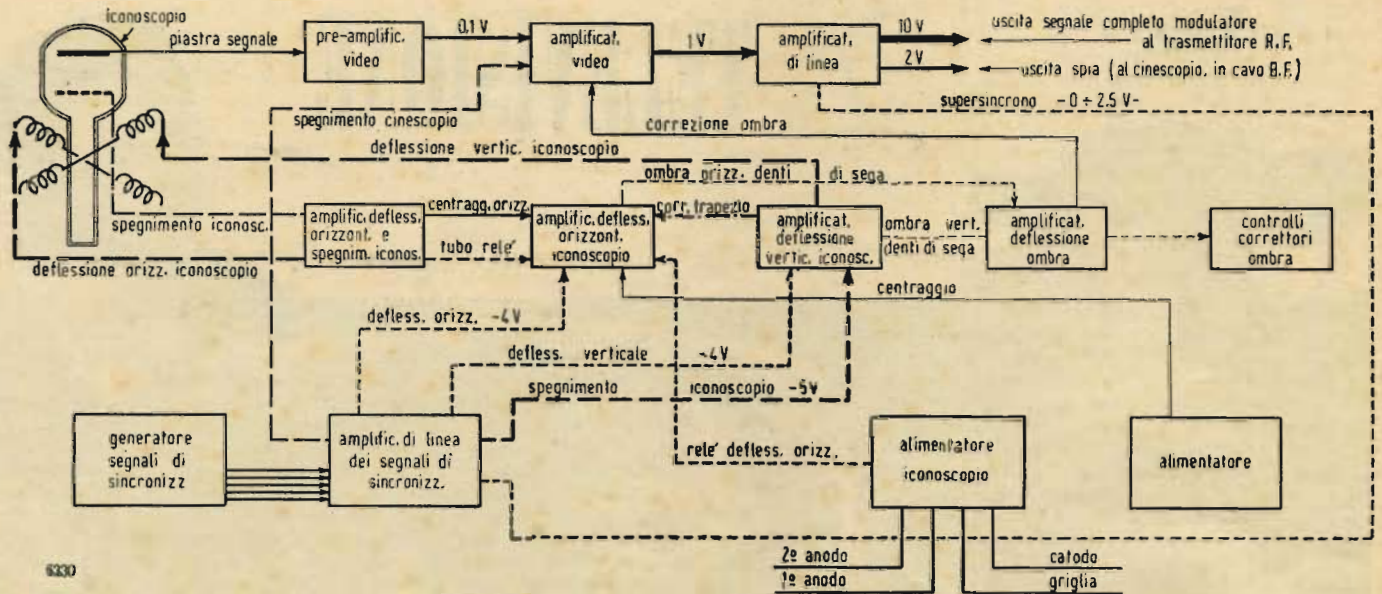 iconoscopio
piastra segnale
pre-amplific.
video
0,1 V
amplificat.
video
1V
amplificat.
di linea
10 V
2 V
uscita segnale completo modulatore
al trasmettitore R.F.
uscita spia (al cinescopio, in cavo B.F.)
supersincrono -0 ÷ 2.5 V-
spegnimento cinescopio
correzione ombra
deflessione vertic. iconoscopio
ombra orizz. denti di sega
spegnimento iconosc.
amplific. defless.
orizzont. e
spegnim. iconos.
centragg. orizz.
tubo relè'
amplific. defless.
orizzont.
iconoscopio
corr. trapezio
amplificat.
deflessione
vertic. iconosc.
ombra vert.
denti di sega
amplificat.
deflessione
ombra
controlli
correttori
ombra
deflessione orizz. iconoscopio
centraggio
defless. orizz. -4V
defless. verticale -4V
spegnimento iconoscopio -5V
generatore
segnali di
sincronizz
amplific. di linea
dei segnali di
sincronizz.
relè' defless. orizz.
alimentatore
iconoscopio
alimentatore
2º anodo
1º anodo
catodo
griglia
6330